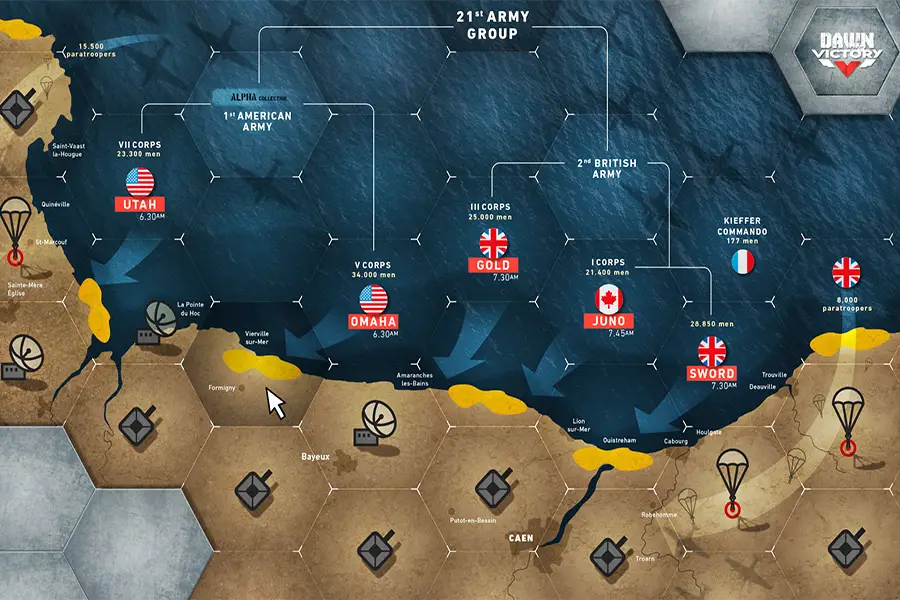 21st ARMY
GROUP
DAWN
VICTORY
15.500
paratroopers
ALPHA COLLECTION
1st AMERICAN
ARMY
VII CORPS
23,300 men
UTAH
6.30AM
Saint-Vaast
la-Hougue
Quinéville
St-Marcouf
Sainte-Mère
Eglise
2nd BRITISH
ARMY
III CORPS
25.000 men
GOLD
7.30AM
KIEFFER
COMMANDO
177 men
V CORPS
34.000 men
OMAHA
6.30AM
I CORPS
21,400 men
JUNO
7.45AM
8,000
paratroopers
28.850 men
SWORD
7.30AM
La Pointe
du Hoc
Vierville
sur-Mer
Formigny
Amaranches
les-Bains
Trouville
Deauville
Lion
sur-Mer
Ouistreham
Cabourg
Houlgate
Bayeux
Putot-en-Bessin
Robehomme
CAEN
Troarn